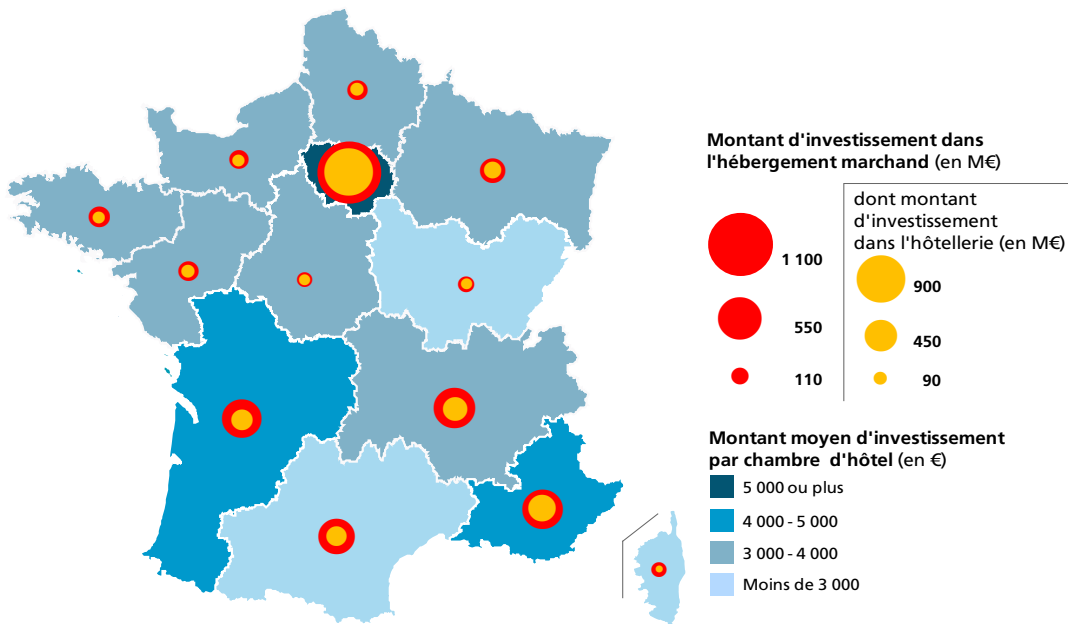 Montant d'investissement dans
l'hébergement marchand (en M€)
1 100
550
110
dont montant
d'investissement
dans l'hôtellerie (en M€)
900
450
90
Montant moyen d'investissement
par chambre d'hôtel (en €)
5 000 ou plus
4 000 - 5 000
3 000 - 4 000
Moins de 3 000